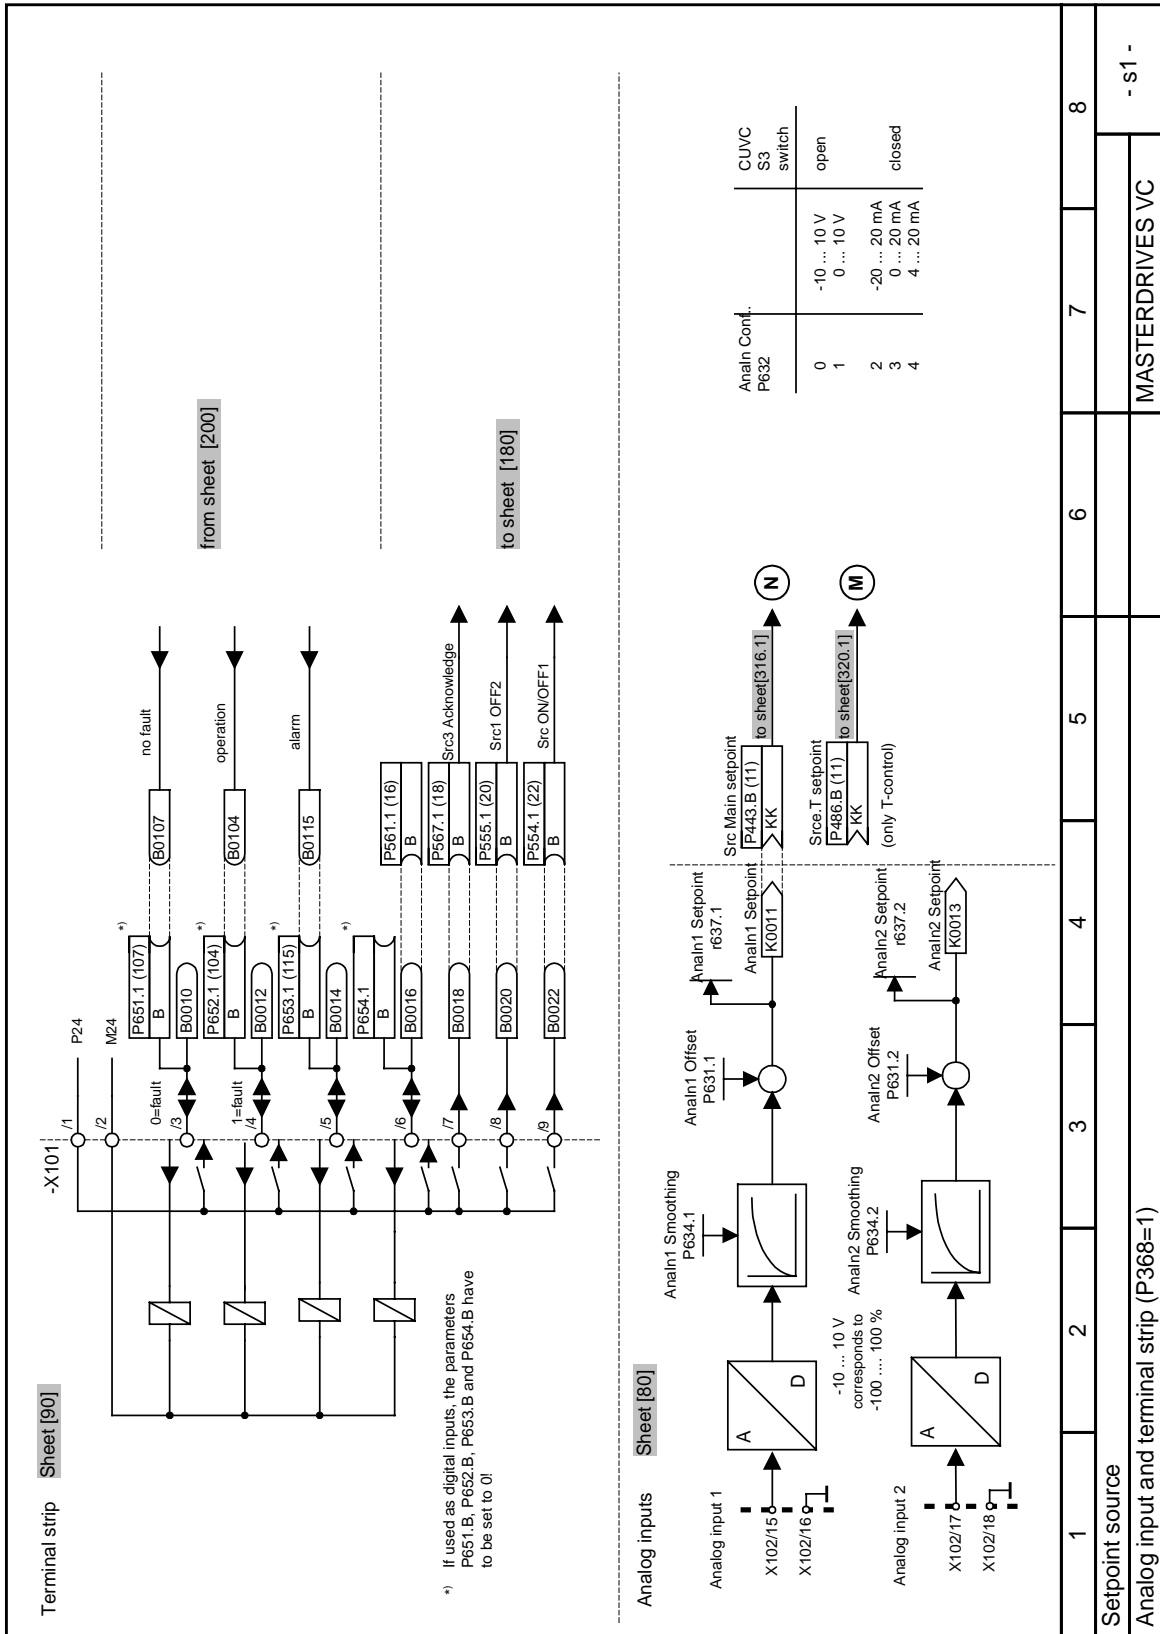 Terminal strip Sheet [90]
-X101
/1 P24
/2 M24
0=fault
/3
P651.1 (107) *)
B
B0010
B0107
no fault
1=fault
/4
P652.1 (104) *)
B
B0012
B0104
operation
from sheet [200]
/5
P653.1 (115) *)
B
B0014
B0115
alarm
/6
P654.1 *)
B
B0016
P561.1 (16)
B
/7
B0018
P567.1 (18)
B
Src3 Acknowledge
/8
B0020
P555.1 (20)
B
Src1 OFF2
to sheet [180]
/9
B0022
P554.1 (22)
B
Src ON/OFF1
*) If used as digital inputs, the parameters
P651.B, P652.B, P653.B and P654.B have
to be set to 0!
Analog inputs Sheet [80]
Analog input 1
X102/15
X102/16
A
D
AnaIn1 Smoothing
P634.1
AnaIn1 Offset
P631.1
AnaIn1 Setpoint
r637.1
AnaIn1 Setpoint
K0011
Src Main setpoint
P443.B (11)
KK
to sheet[316.1]
N
-10 ... 10 V
corresponds to
-100 .... 100 %
Analog input 2
X102/17
X102/18
A
D
AnaIn2 Smoothing
P634.2
AnaIn2 Offset
P631.2
AnaIn2 Setpoint
r637.2
AnaIn2 Setpoint
K0013
Srce.T setpoint
P486.B (11)
KK
(only T-control)
to sheet[320.1]
M
AnaIn Conf..
P632
CUVC
S3
switch
0 -10 ... 10 V open
1 0 ... 10 V
2 -20 ... 20 mA
3 0 ... 20 mA closed
4 4 ... 20 mA
1 2 3 4 5 6 7 8
Setpoint source
- s1 -
Analog input and terminal strip (P368=1) MASTERDRIVES VC